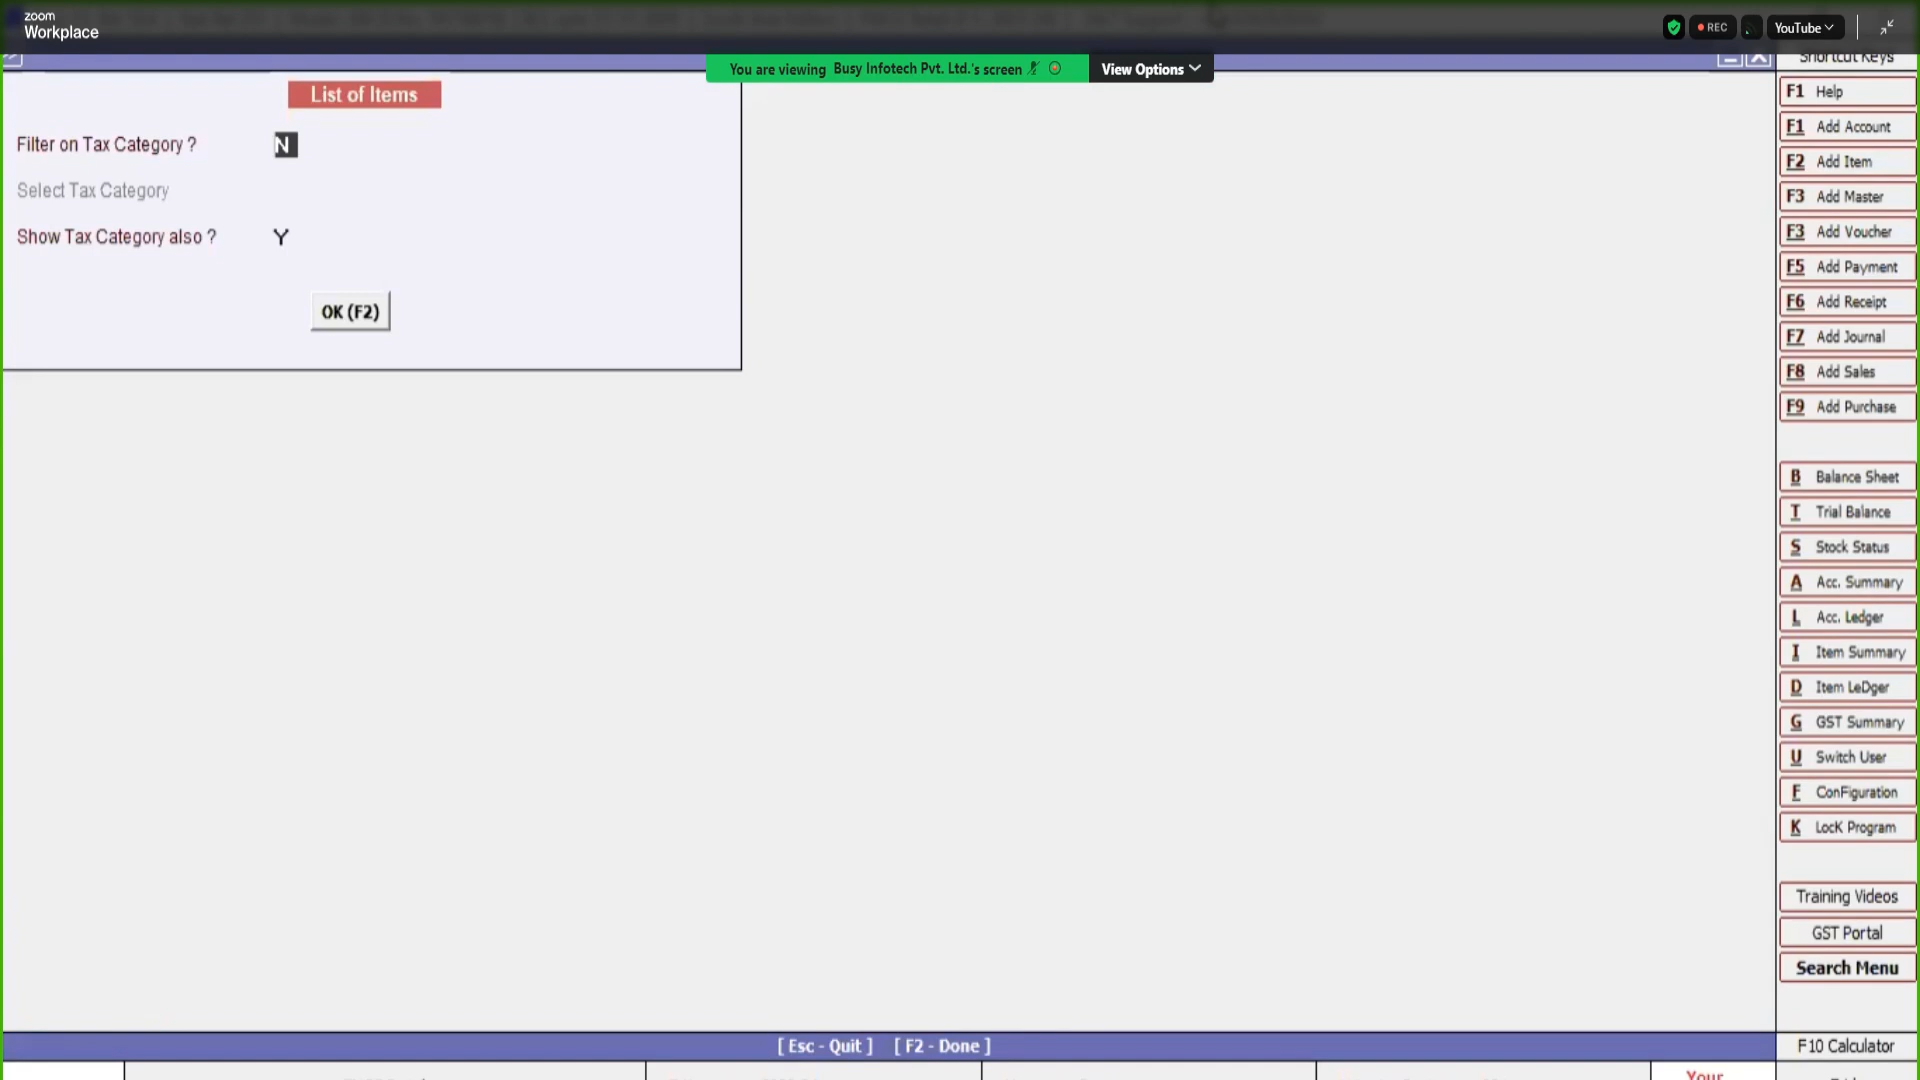 zoom
Workplace
REC
YouTube
You are viewing Busy Infotech Pvt. Ltd.'s screen
View Options
Shortcut Keys
List of Items
Filter on Tax Category ? N
Select Tax Category
Show Tax Category also ? Y
OK (F2)
F1 Help
F1 Add Account
F2 Add Item
F3 Add Master
F3 Add Voucher
F5 Add Payment
F6 Add Receipt
F7 Add Journal
F8 Add Sales
F9 Add Purchase
B Balance Sheet
T Trial Balance
S Stock Status
A Acc. Summary
L Acc. Ledger
I Item Summary
D Item LeDger
G GST Summary
U Switch User
F ConFiguration
K LocK Program
Training Videos
GST Portal
Search Menu
[ Esc - Quit ] [ F2 - Done ]
F10 Calculator
Your